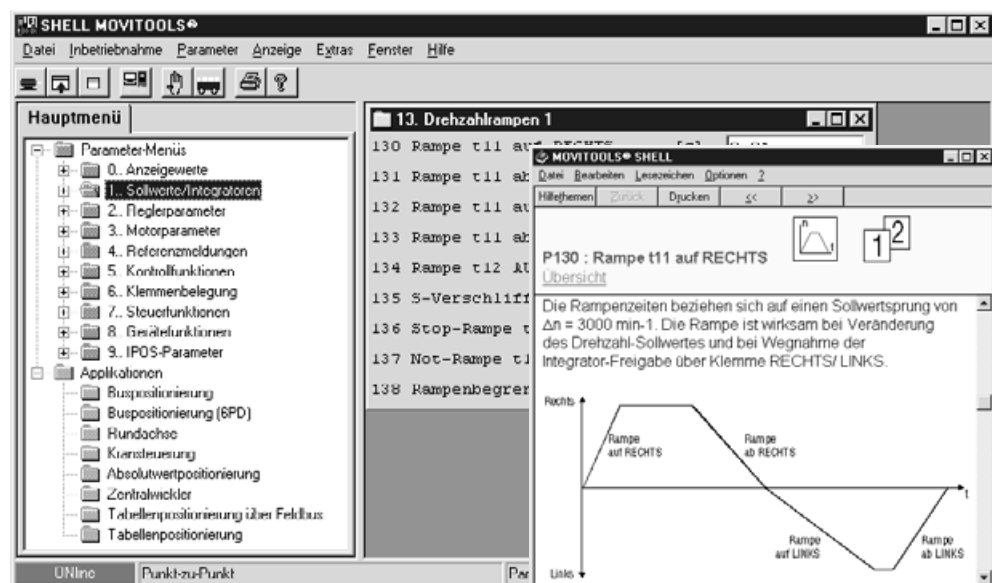 SHELL MOVITOOLS®
Datei Inbetriebnahme Parameter Anzeige Extras Fenster Hilfe
Hauptmenü
Parameter-Menüs
0.. Anzeigewerte
1.. Sollwerte/Integratoren
2.. Reglerparameter
3.. Motorparameter
4.. Referenzmeldungen
5.. Kontrollfunktionen
6.. Klemmenbelegung
7.. Steuerfunktionen
8.. Gerätefunktionen
9.. IPOS-Parameter
Applikationen
Buspositionierung
Buspositionierung (6PD)
Rundachse
Kransteuerung
Absolutwertpositionierung
Zentralwickler
Tabellenpositionierung über Feldbus
Tabellenpositionierung
13. Drehzahlrampen 1
130 Rampe t11 auf RECHTS
131 Rampe t11 ab
132 Rampe t11 au
133 Rampe t11 ab
134 Rampe t12 AU
135 S-Verschliff
136 Stop-Rampe t
137 Not-Rampe t1
138 Rampenbegrer
MOVITOOLS® SHELL
Datei Bearbeiten Lesezeichen Optionen ?
Hilfethemen Zurück Drucken << >>
P130 : Rampe t11 auf RECHTS
n
t
1 2
Übersicht
Die Rampenzeiten beziehen sich auf einen Sollwertsprung von
Δn = 3000 min-1. Die Rampe ist wirksam bei Veränderung
des Drehzahl-Sollwertes und bei Wegnahme der
Integrator-Freigabe über Klemme RECHTS/ LINKS.
Rechts
Rampe
auf RECHTS
Rampe
ab RECHTS
t
Rampe
auf LINKS
Rampe
ab LINKS
Links
Punkt-zu-Punkt
Par